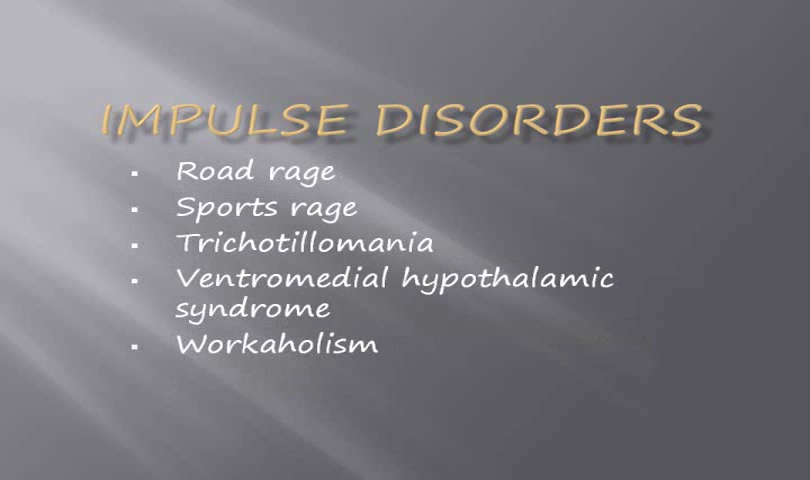 IMPULSE DISORDERS
▪ Road rage
▪ Sports rage
▪ Trichotillomania
▪ Ventromedial hypothalamic
syndrome
▪ Workaholism